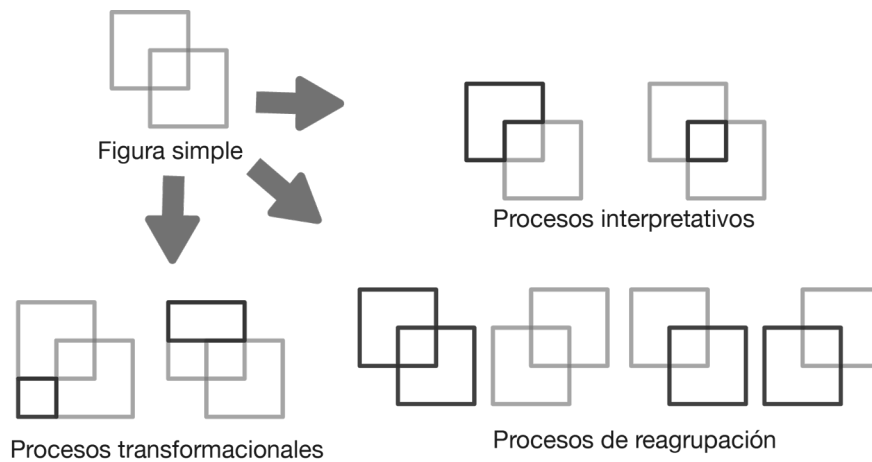 Figura simple
Procesos interpretativos
Procesos transformacionales
Procesos de reagrupación